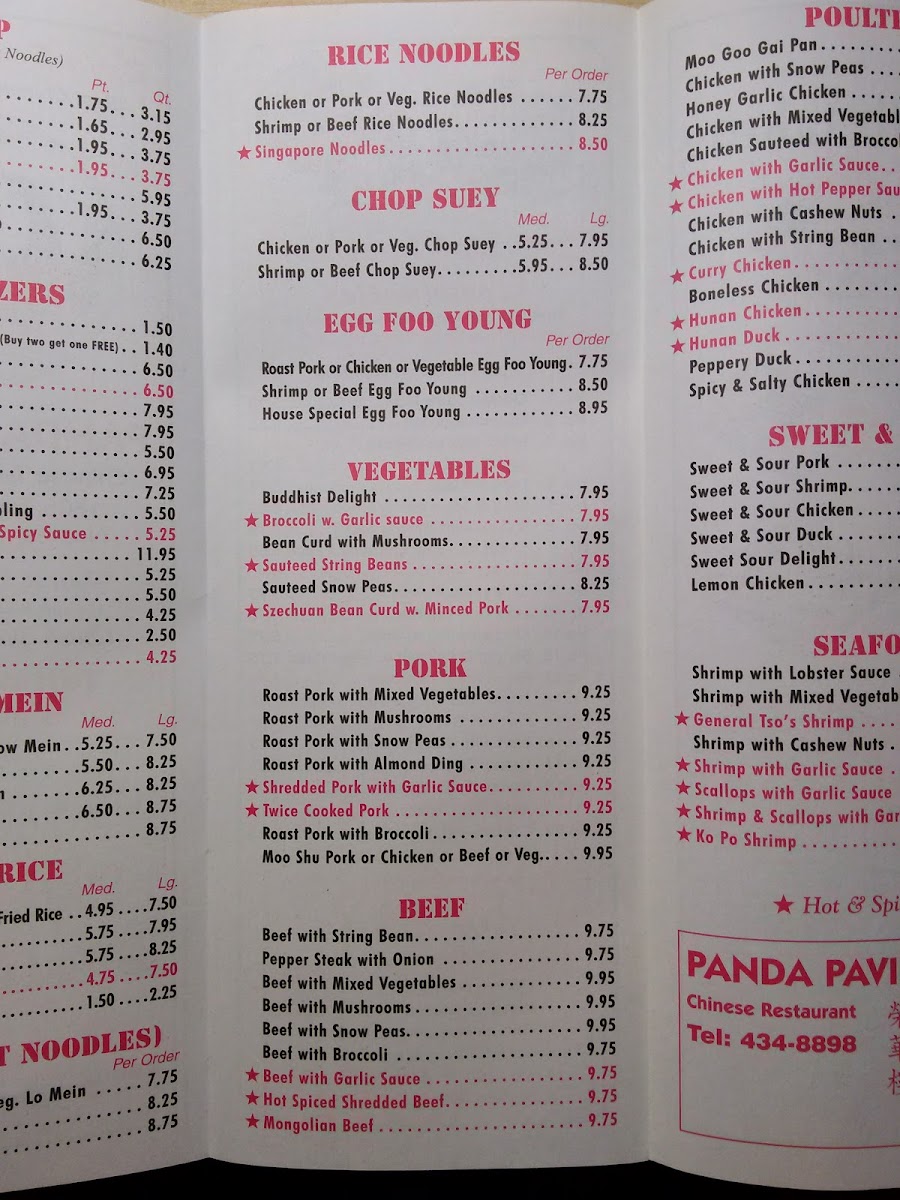 P
Noodles)
Pt. Qt.
1.75 3.15
1.65 2.95
1.95 3.75
1.95 3.75
5.95
1.95 3.75
6.50
6.25
ZERS
1.50
(Buy two get one FREE) 1.40
6.50
6.50
7.95
7.95
5.50
6.95
7.25
ling 5.50
Spicy Sauce 5.25
11.95
5.25
5.50
4.25
2.50
4.25
MEIN
Med. Lg.
ow Mein 5.25 7.50
5.50 8.25
6.25 8.25
6.50 8.75
8.75
RICE
Med. Lg.
Fried Rice 4.95 7.50
5.75 7.95
5.75 8.25
4.75 7.50
1.50 2.25
T NOODLES)
Per Order
eg. Lo Mein 7.75
8.25
8.75
RICE NOODLES
Per Order
Chicken or Pork or Veg. Rice Noodles 7.75
Shrimp or Beef Rice Noodles 8.25
★ Singapore Noodles 8.50
CHOP SUEY
Med. Lg.
Chicken or Pork or Veg. Chop Suey 5.25 7.95
Shrimp or Beef Chop Suey 5.95 8.50
EGG FOO YOUNG
Per Order
Roast Pork or Chicken or Vegetable Egg Foo Young 7.75
Shrimp or Beef Egg Foo Young 8.50
House Special Egg Foo Young 8.95
VEGETABLES
Buddhist Delight 7.95
★ Broccoli w. Garlic sauce 7.95
Bean Curd with Mushrooms 7.95
★ Sauteed String Beans 7.95
Sauteed Snow Peas 8.25
★ Szechuan Bean Curd w. Minced Pork 7.95
PORK
Roast Pork with Mixed Vegetables 9.25
Roast Pork with Mushrooms 9.25
Roast Pork with Snow Peas 9.25
Roast Pork with Almond Ding 9.25
★ Shredded Pork with Garlic Sauce 9.25
★ Twice Cooked Pork 9.25
Roast Pork with Broccoli 9.25
Moo Shu Pork or Chicken or Beef or Veg. 9.95
BEEF
Beef with String Bean 9.75
Pepper Steak with Onion 9.75
Beef with Mixed Vegetables 9.95
Beef with Mushrooms 9.95
Beef with Snow Peas 9.95
Beef with Broccoli 9.75
★ Beef with Garlic Sauce 9.75
★ Hot Spiced Shredded Beef 9.75
★ Mongolian Beef 9.75
POULT
Moo Goo Gai Pan
Chicken with Snow Peas
Honey Garlic Chicken
Chicken with Mixed Vegetabl
Chicken Sauteed with Broccol
★ Chicken with Garlic Sauce
★ Chicken with Hot Pepper Sau
Chicken with Cashew Nuts
Chicken with String Bean
★ Curry Chicken
Boneless Chicken
★ Hunan Chicken
★ Hunan Duck
Peppery Duck
Spicy & Salty Chicken
SWEET &
Sweet & Sour Pork
Sweet & Sour Shrimp
Sweet & Sour Chicken
Sweet & Sour Duck
Sweet Sour Delight
Lemon Chicken
SEAFO
Shrimp with Lobster Sauce
Shrimp with Mixed Vegetab
★ General Tso's Shrimp
Shrimp with Cashew Nuts
★ Shrimp with Garlic Sauce
★ Scallops with Garlic Sauce
★ Shrimp & Scallops with Gar
★ Ko Po Shrimp
★ Hot & Spi
PANDA PAVI
Chinese Restaurant
Tel: 434-8898